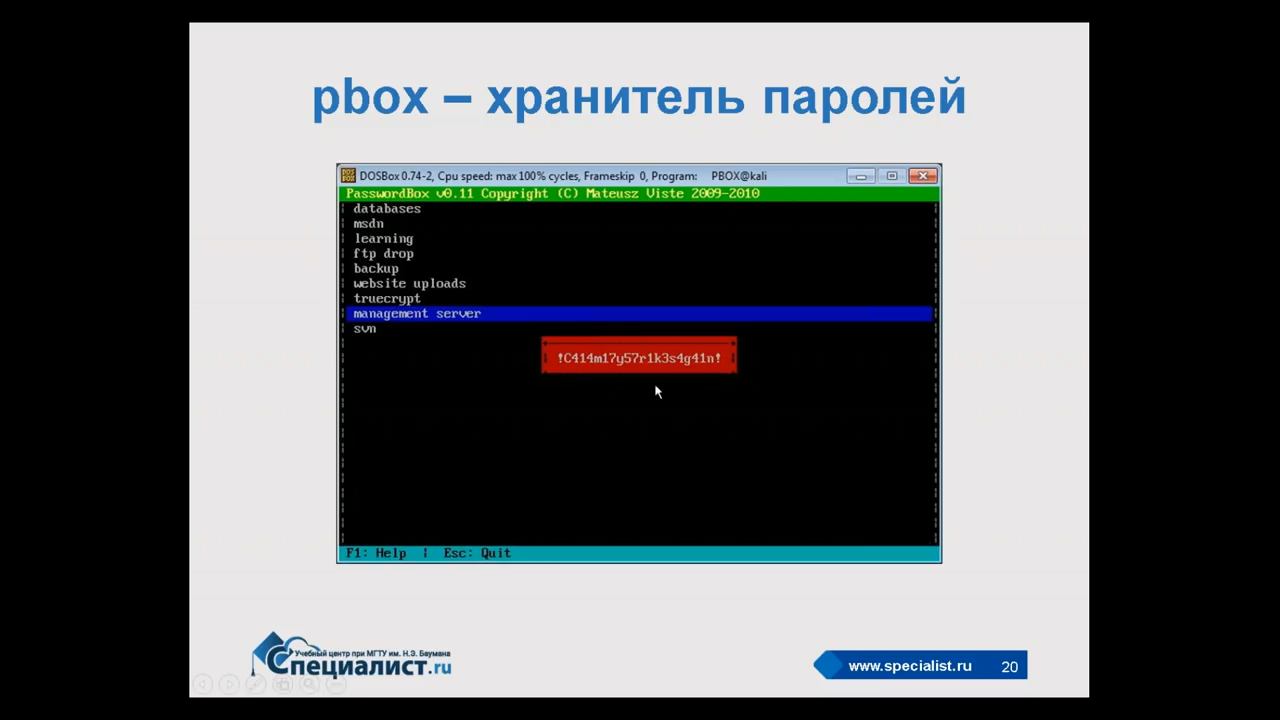 pbox – хранитель паролей
DOSBox 0.74-2, Cpu speed: max 100% cycles, Frameskip 0, Program: PBOX@kali
PasswordBox v0.11 Copyright (C) Mateusz Viste 2009-2010
databases
msdn
learning
ftp drop
backup
website uploads
truecrypt
management server
svn
!C414m17y57r1k3s4g41n!
F1: Help | Esc: Quit
Учебный центр при МГТУ им. Н.Э. Баумана
Специалист.ru
www.specialist.ru 20